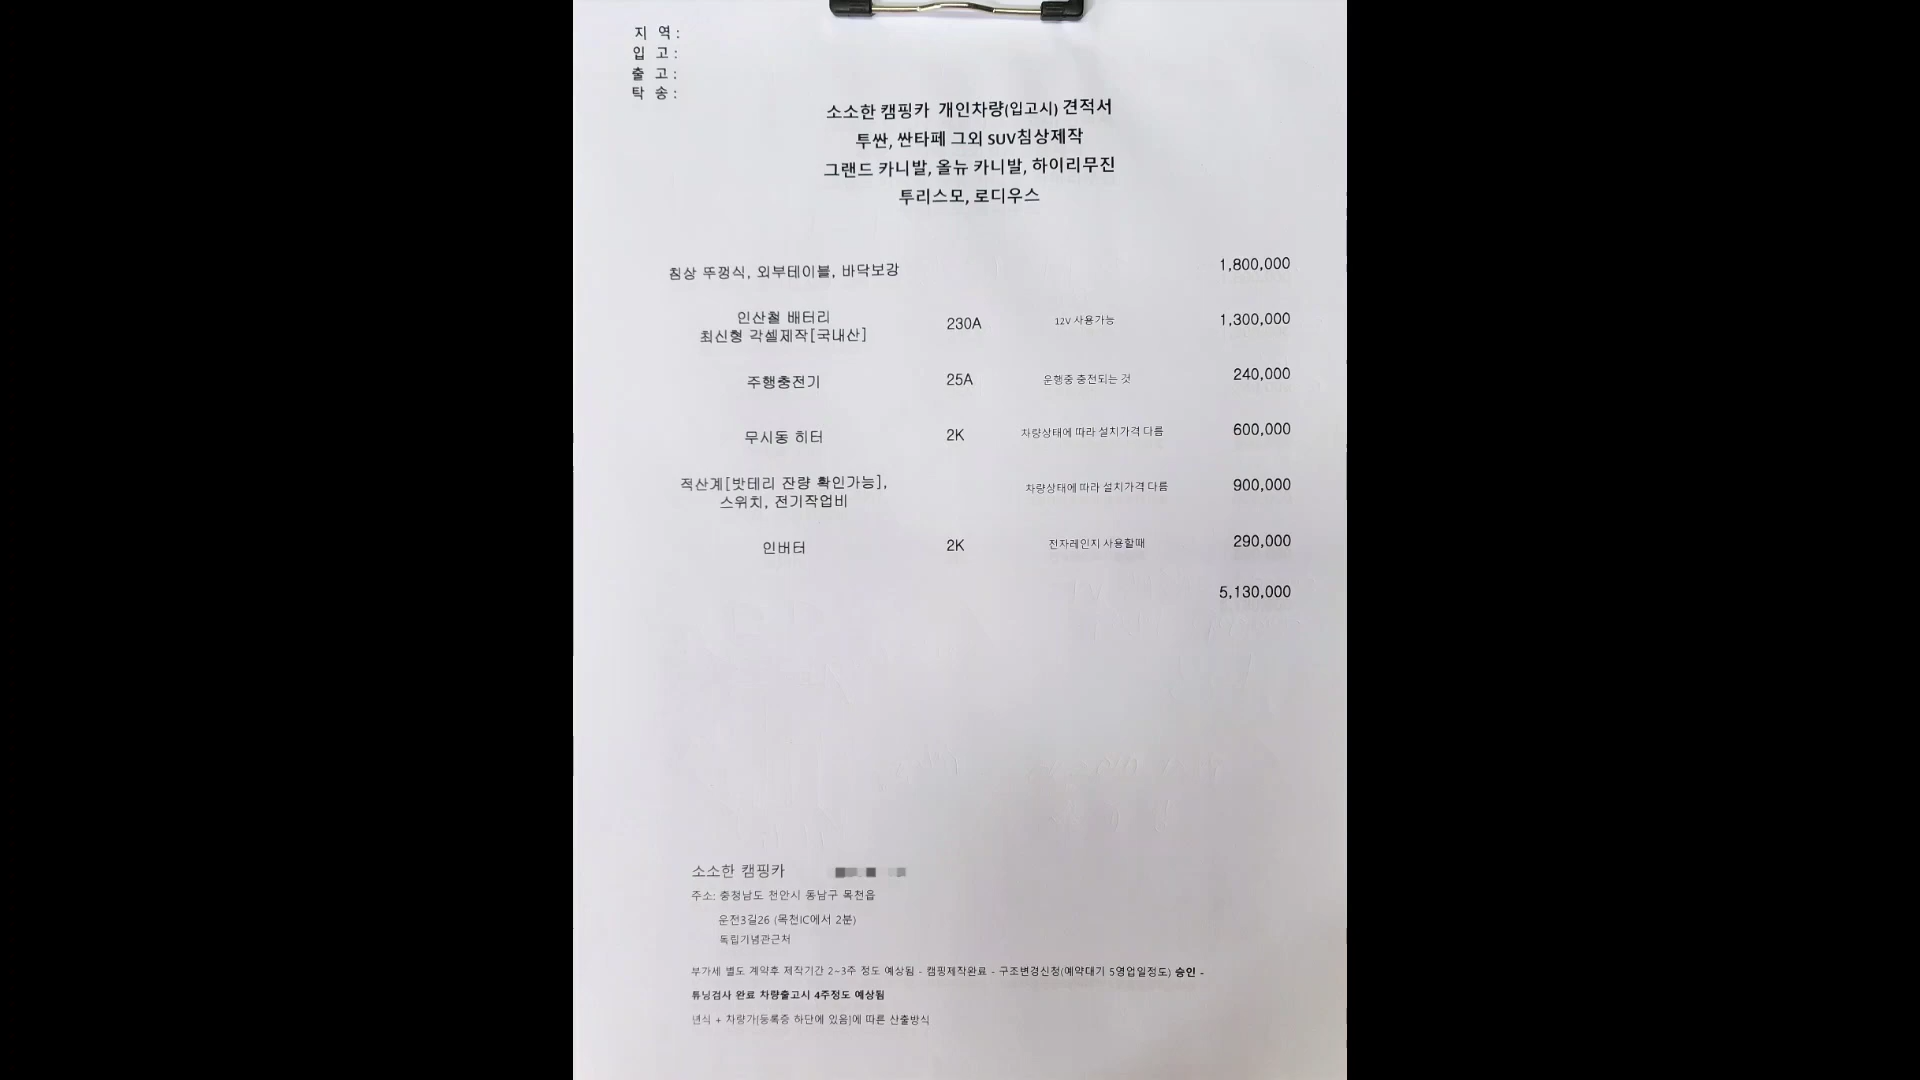 지 역 :
입 고 :
출 고 :
탁 송 :
소소한 캠핑카 개인차량(입고시) 견적서
투싼, 싼타페 그외 SUV침상제작
그랜드 카니발, 올뉴 카니발, 하이리무진
투리스모, 로디우스
침상 뚜껑식, 외부테이블, 바닥보강 1,800,000
인산철 배터리
최신형 각셀제작[국내산] 230A 12V 사용가능 1,300,000
주행충전기 25A 운행중 충전되는 것 240,000
무시동 히터 2K 차량상태에 따라 설치가격 다름 600,000
적산계[밧테리 잔량 확인가능],
스위치, 전기작업비 차량상태에 따라 설치가격 다름 900,000
인버터 2K 전자레인지 사용할때 290,000
5,130,000
소소한 캠핑카
주소: 충청남도 천안시 동남구 목천읍
운전3길26 (목천IC에서 2분)
독립기념관근처
부가세 별도 계약후 제작기간 2~3주 정도 예상됨 - 캠핑제작완료 - 구조변경신청(예약대기 5영업일정도) 승인 -
튜닝검사 완료 차량출고시 4주정도 예상됨
년식 + 차량가[등록증 하단에 있음]에 따른 산출방식